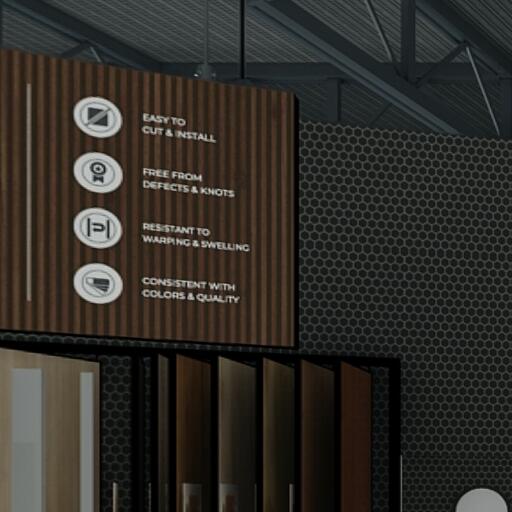 EASY TO
CUT & INSTALL
FREE FROM
DEFECTS & KNOTS
RESISTANT TO
WARPING & SWELLING
CONSISTENT WITH
COLORS & QUALITY